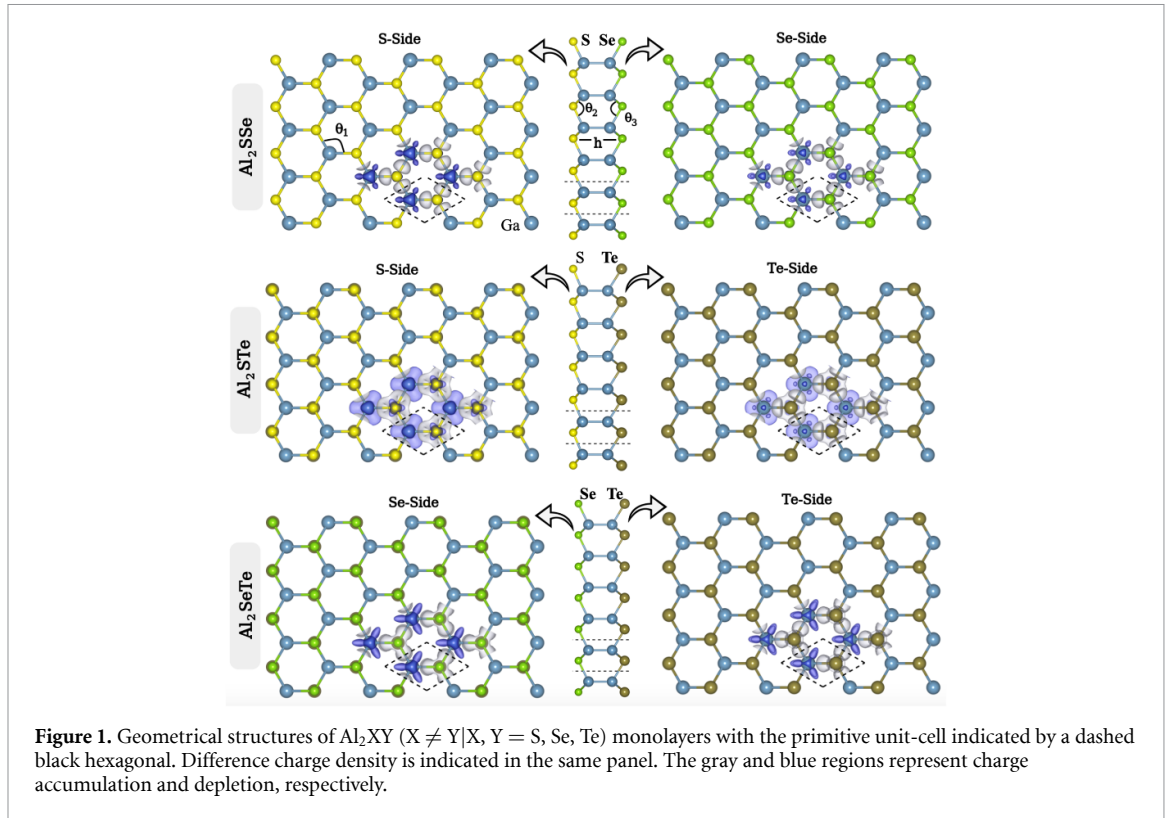 S-Side
S Se
Se-Side
Al₂SSe
θ₁
θ₂
θ₃
h
Ga
S-Side
S Te
Te-Side
Al₂STe
Se-Side
Se Te
Te-Side
Al₂SeTe
Figure 1. Geometrical structures of Al₂XY (X ≠ Y|X, Y = S, Se, Te) monolayers with the primitive unit-cell indicated by a dashed
black hexagonal. Difference charge density is indicated in the same panel. The gray and blue regions represent charge
accumulation and depletion, respectively.